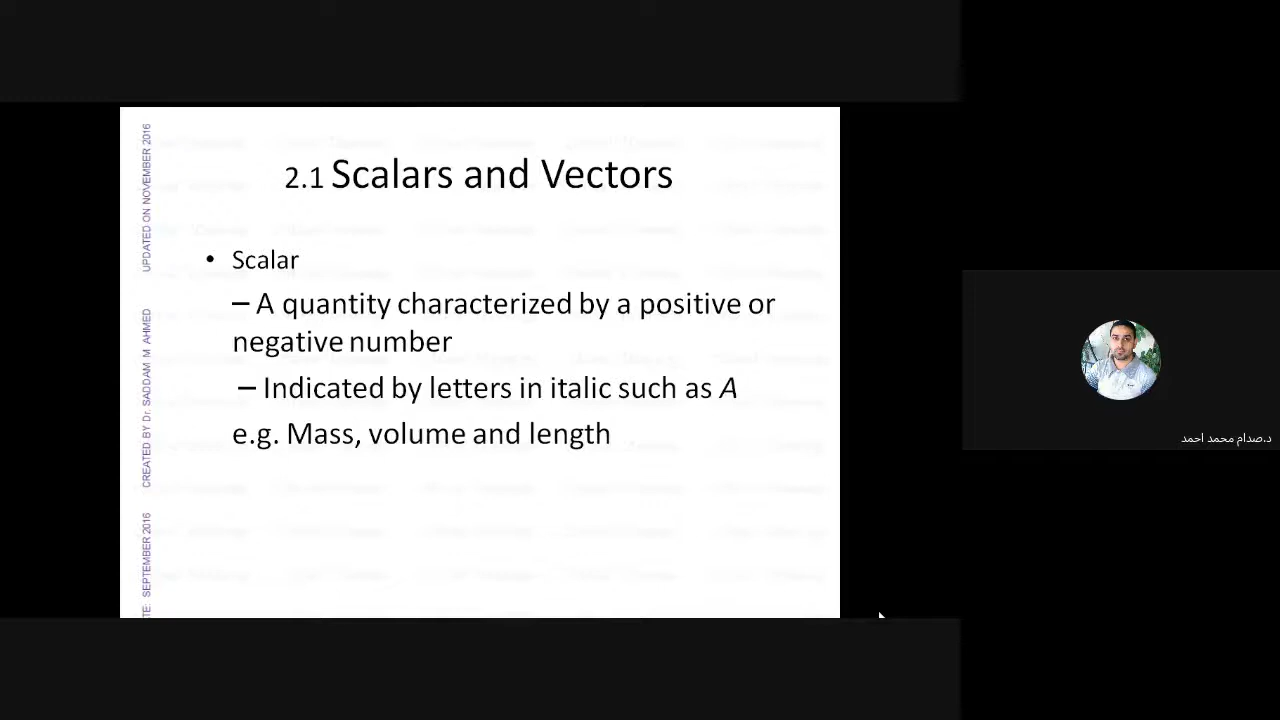 2.1 Scalars and Vectors
• Scalar
– A quantity characterized by a positive or
negative number
– Indicated by letters in italic such as A
e.g. Mass, volume and length
UPDATED ON NOVEMBER 2016
CREATED BY Dr. SADDAM M AHMED
SEPTEMBER 2016
د.صدام محمد احمد